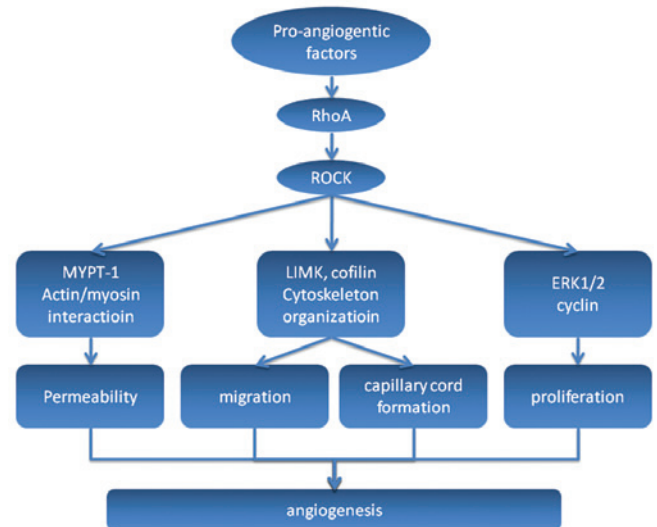 Pro-angiogentic
factors
RhoA
ROCK
MYPT-1
Actin/myosin
interactioin
LIMK, cofilin
Cytoskeleton
organizatioin
ERK1/2
cyclin
Permeability
migration
capillary cord
formation
proliferation
angiogenesis